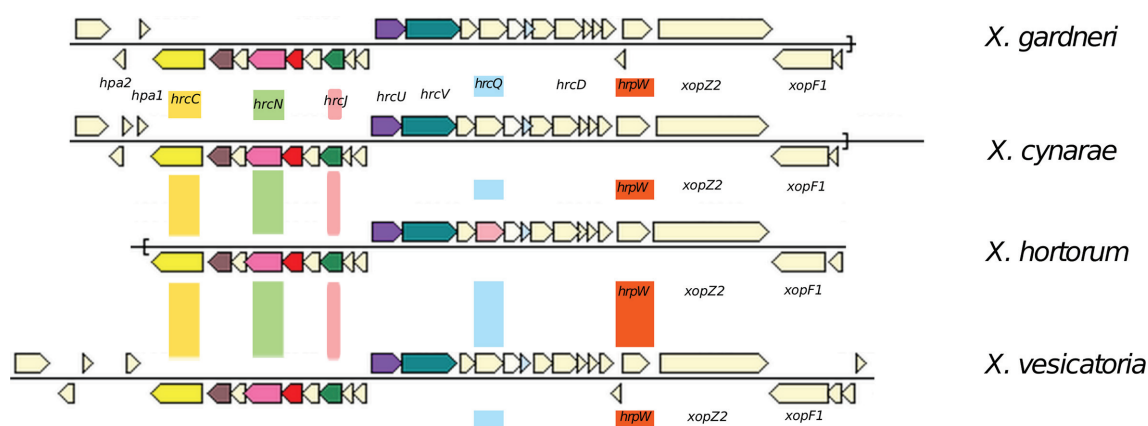 X. gardneri
hpa2 hpa1 hrcC hrcN hrcJ hrcU hrcV hrcQ hrcD hrpW xopZ2 xopF1
X. cynarae
hrpW xopZ2 xopF1
X. hortorum
hrpW xopZ2 xopF1
X. vesicatoria
hrpW xopZ2 xopF1